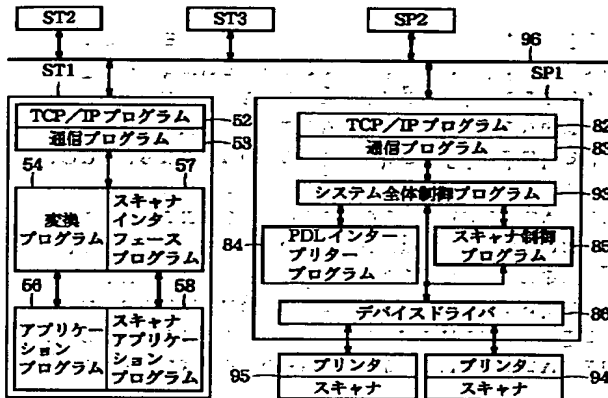 ST2
ST3
SP2
96
ST1
SP1
TCP/IP プログラム
52
通信プログラム
53
54
57
変換
プログラム
スキャナ
インタ
フェース
プログラム
56
58
アプリケー
ション
プログラム
スキャナ
アプリケー
ション
プログラム
TCP/IP プログラム
82
通信プログラム
83
システム全体制御プログラム
93
84
PDL インター
プリター
プログラム
スキャナ制御
プログラム
85
デバイスドライバ
86
95
プリンタ
スキャナ
プリンタ
スキャナ
94